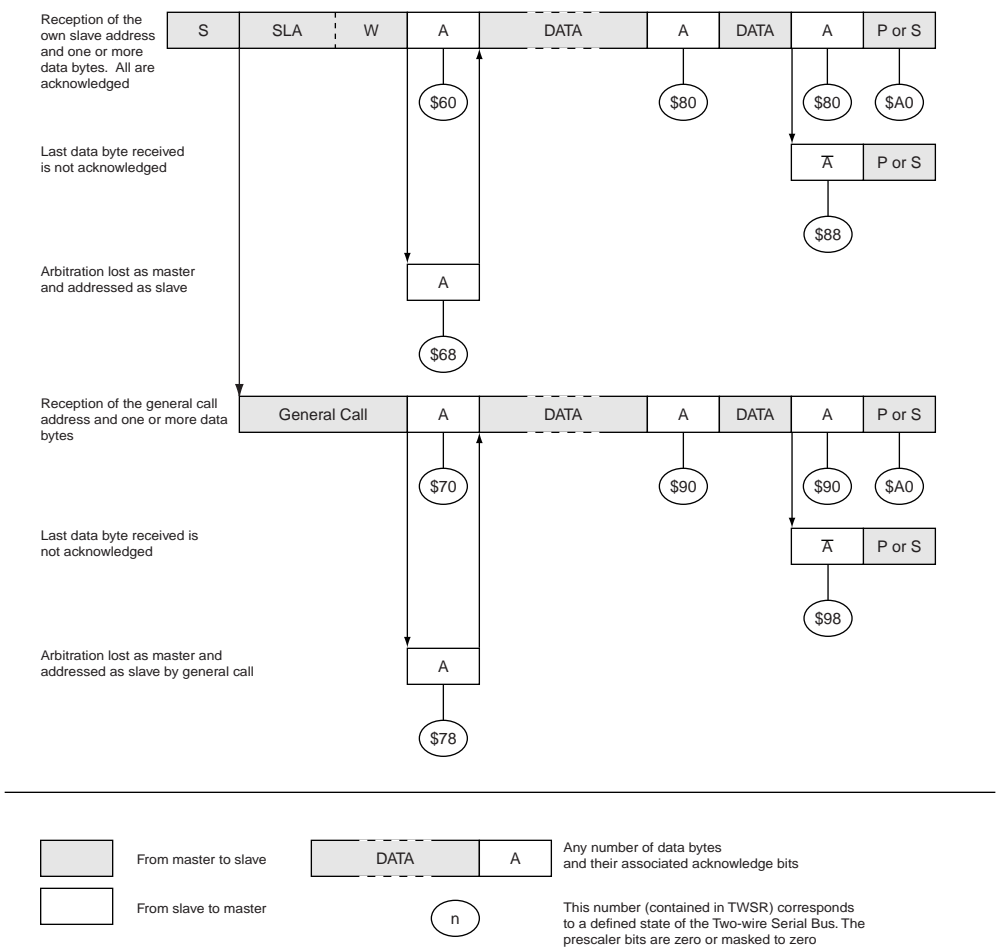 Reception of the
own slave address
and one or more
data bytes.  All are
acknowledged
S SLA W A DATA A DATA A P or S
$60 $80 $80 $A0
Last data byte received
is not acknowledged
A̅ P or S
$88
Arbitration lost as master
and addressed as slave
A
$68
Reception of the general call
address and one or more data
bytes
General Call A DATA A DATA A P or S
$70 $90 $90 $A0
Last data byte received is
not acknowledged
A̅ P or S
$98
Arbitration lost as master and
addressed as slave by general call
A
$78
From master to slave
DATA A
Any number of data bytes
and their associated acknowledge bits
From slave to master
n
This number (contained in TWSR) corresponds
to a defined state of the Two-wire Serial Bus. The
prescaler bits are zero or masked to zero